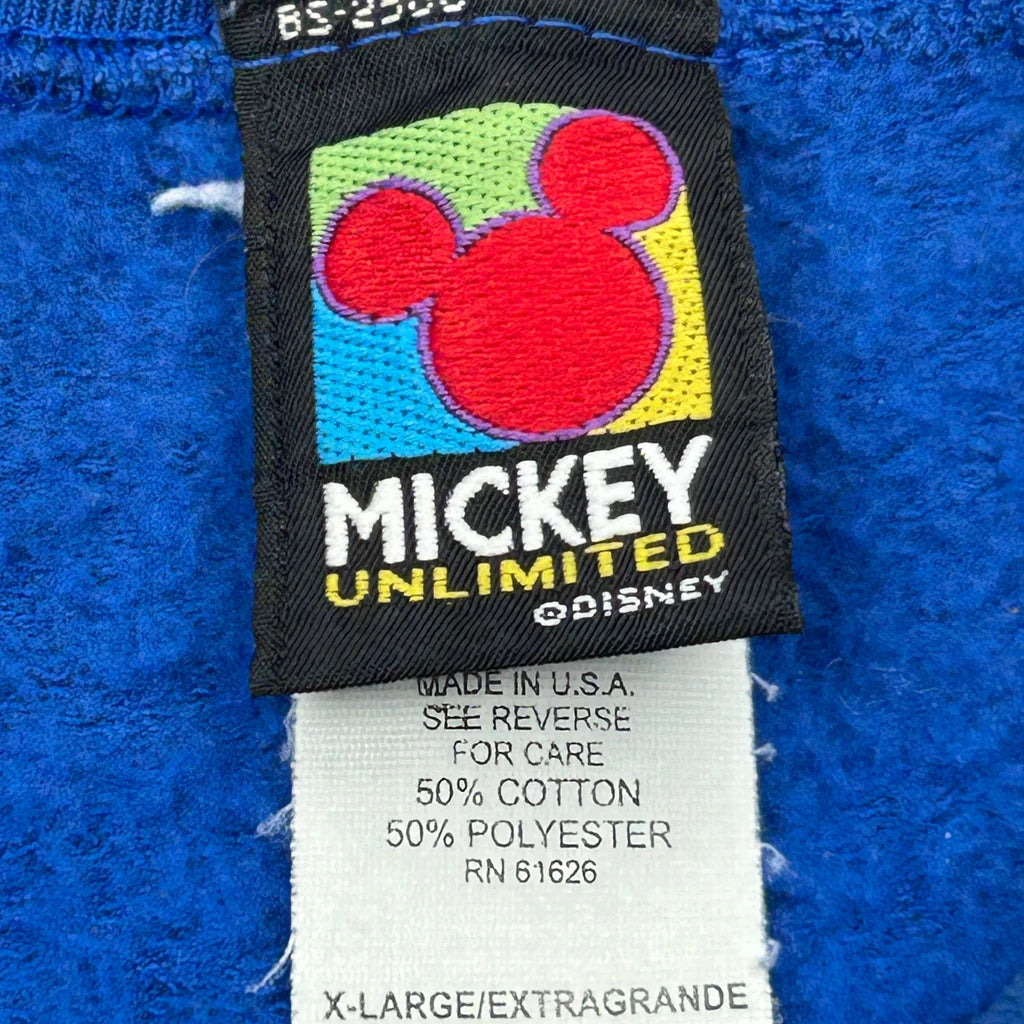 MICKEY
UNLIMITED
©DISNEY
MADE IN U.S.A.
SEE REVERSE
FOR CARE
50% COTTON
50% POLYESTER
RN 61626
X-LARGE/EXTRAGRANDE